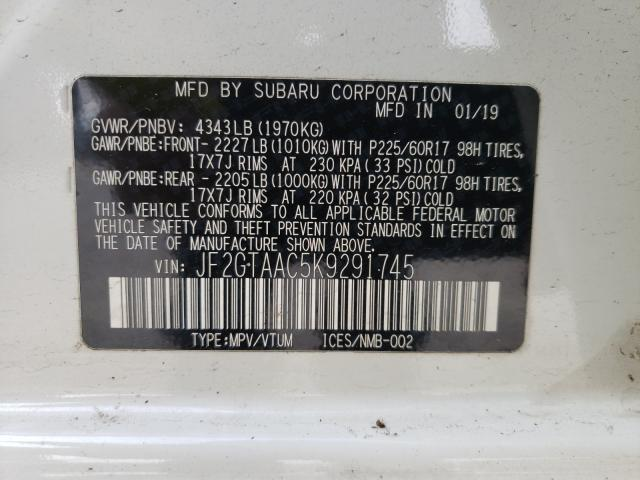 MFD BY SUBARU CORPORATION
MFD IN 01/19
GVWR/PNBV: 4343LB(1970KG)
GAWR/PNBE:FRONT-2227LB(1010KG)WITH P225/60R17 98H TIRES,
17X7J RIMS AT 230 KPA(33 PSI)COLD
GAWR/PNBE:REAR -2205LB(1000KG)WITH P225/60R17 98H TIRES,
17X7J RIMS AT 220 KPA(32 PSI)COLD
THIS VEHICLE CONFORMS TO ALL APPLICABLE FEDERAL MOTOR
VEHICLE SAFETY AND THEFT PREVENTION STANDARDS IN EFFECT
ON THE DATE OF MANUFACTURE SHOWN ABOVE.
VIN: JF2GTAAC5K9291745
TYPE:MPV/VTUM ICES/NMB-002